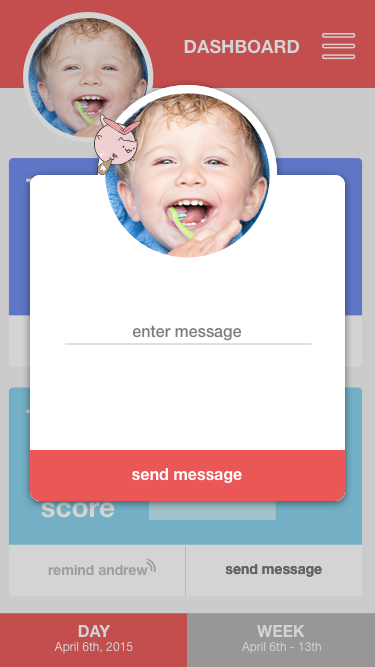 DASHBOARD
enter message
send message
score
remind andrew
send message
DAY
WEEK
April 6th, 2015
April 6th - 13th